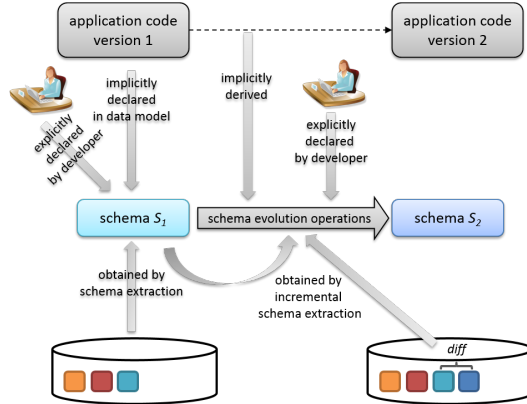 application code
version 1
application code
version 2
implicitly
declared
in data model
implicitly
derived
explicitly
declared
by developer
explicitly
declared
by developer
schema S1
schema evolution operations
schema S2
obtained by
schema extraction
obtained by
incremental
schema extraction
diff